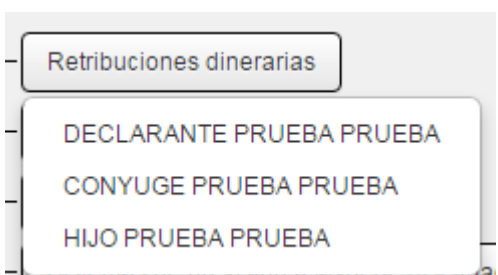 Retribuciones dinerarias
DECLARANTE PRUEBA PRUEBA
CONYUGE PRUEBA PRUEBA
HIJO PRUEBA PRUEBA